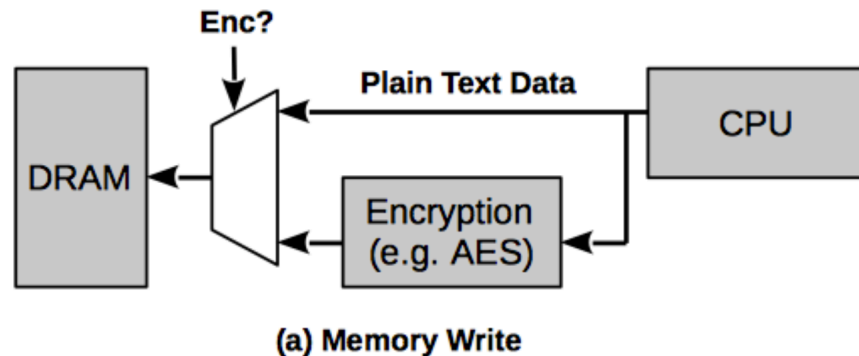 Enc?
Plain Text Data
CPU
DRAM
Encryption
(e.g. AES)
(a) Memory Write